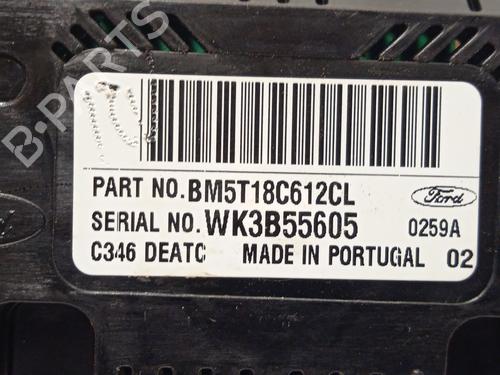 B-PARTS
PART NO.BM5T18C612CL
Ford
SERIAL NO.WK3B55605
0259A
C346 DEATC MADE IN PORTUGAL 02